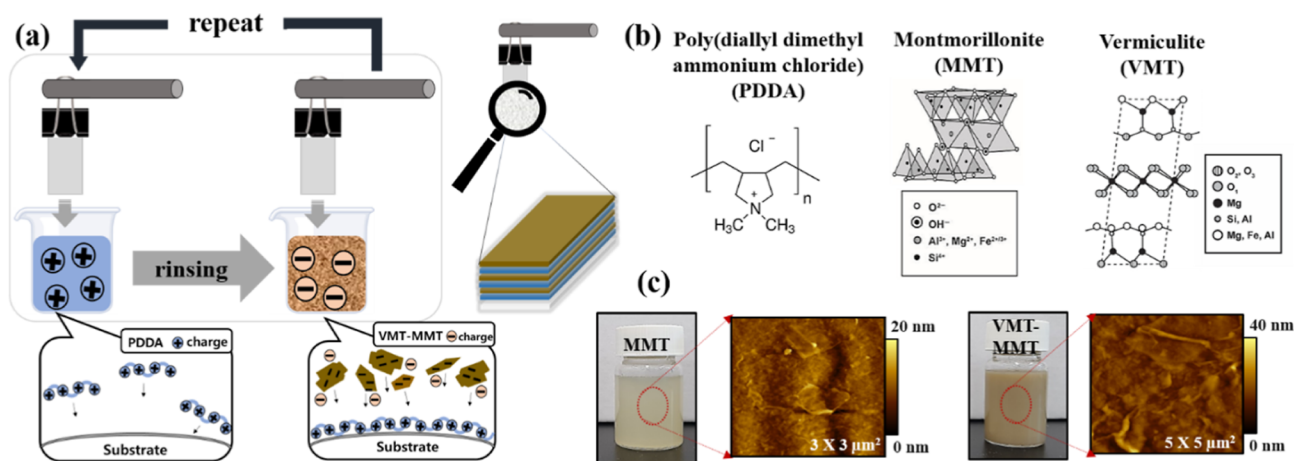 (a)
repeat
rinsing
PDDA + charge
Substrate
VMT-MMT − charge
Substrate
(b)
Poly(diallyl dimethyl
ammonium chloride)
(PDDA)
Cl −
+
N
H₃C
CH₃
n
Montmorillonite
(MMT)
O²⁻
OH⁻
Al³⁺, Mg²⁺, Fe²⁺/³⁺
Si⁴⁺
Vermiculite
(VMT)
O₂, O₃
O₁
Mg
Si, Al
Mg, Fe, Al
(c)
MMT
20 nm
0 nm
3 X 3 μm²
VMT-
MMT
40 nm
0 nm
5 X 5 μm²